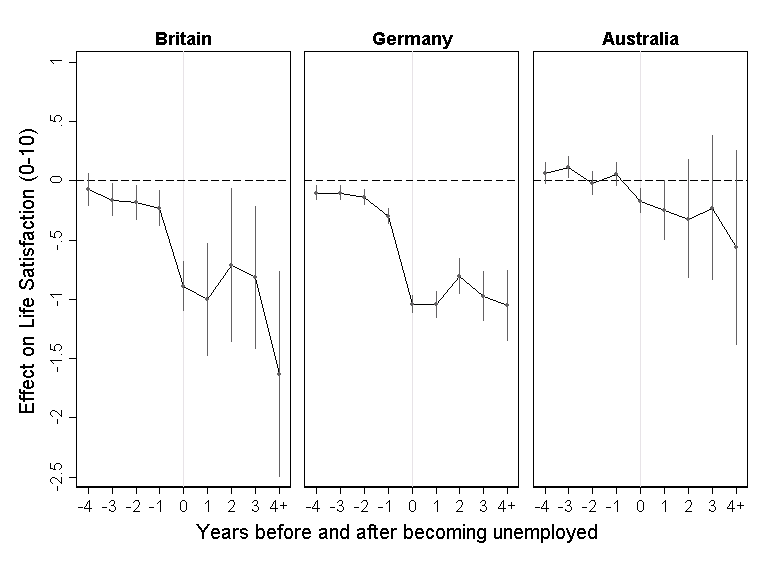 Britain Germany Australia
1
.5
0
-.5
-1
-1.5
-2
-2.5
Effect on Life Satisfaction (0-10)
-4 -3 -2 -1 0 1 2 3 4+ -4 -3 -2 -1 0 1 2 3 4+ -4 -3 -2 -1 0 1 2 3 4+
Years before and after becoming unemployed